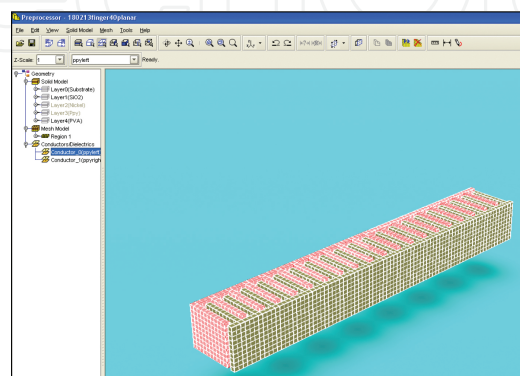 Preprocessor - 180213finger40planar
File Edit View Solid Model Mesh Tools Help
Z-Scale: 1 ppyleft Ready.
Geometry
Solid Model
Layer0(Substrate)
Layer1(SiO2)
Layer2(Nickel)
Layer3(Ppy)
Layer4(PVA)
Mesh Model
Region 1
Conductors/Dielectrics
Conductor_0(ppyleft
Conductor_1(ppyrigh